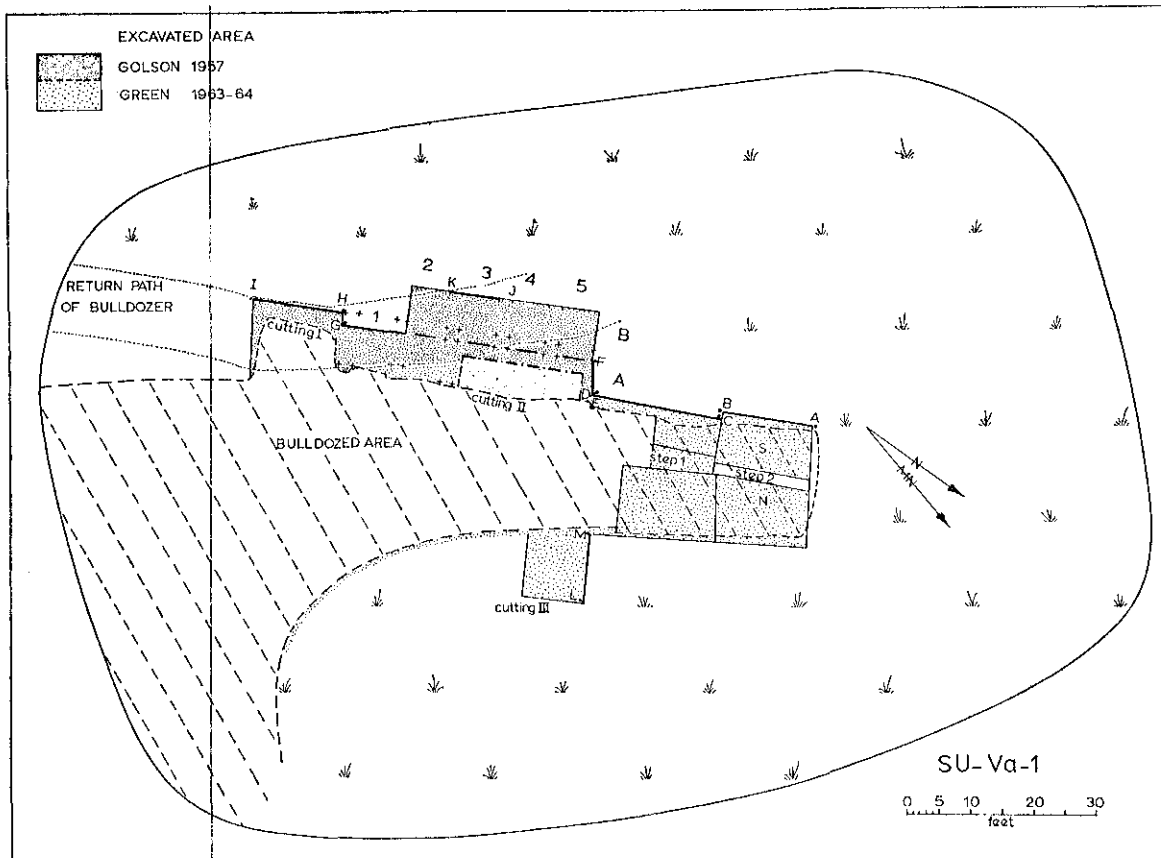 EXCAVATED AREA
GOLSON 1957
GREEN 1963-64
RETURN PATH
OF BULLDOZER
I
H
G
1
2
K
3
J
4
5
B
F
A
D
E
B
C
A
cutting I
cutting II
BULLDOZED AREA
step 1
S
step 2
N
M
L
cutting III
N
MN
SU-Va-1
0 5 10 20 30
feet